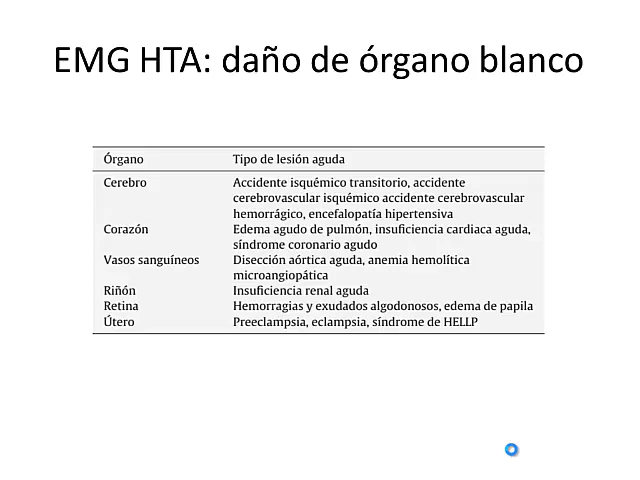 EMG HTA: daño de órgano blanco
Órgano Tipo de lesión aguda
Cerebro Accidente isquémico transitorio, accidente
cerebrovascular isquémico accidente cerebrovascular
hemorrágico, encefalopatía hipertensiva
Corazón Edema agudo de pulmón, insuficiencia cardiaca aguda,
síndrome coronario agudo
Vasos sanguíneos Disección aórtica aguda, anemia hemolítica
microangiopática
Riñón Insuficiencia renal aguda
Retina Hemorragias y exudados algodonosos, edema de papila
Útero Preeclampsia, eclampsia, síndrome de HELLP